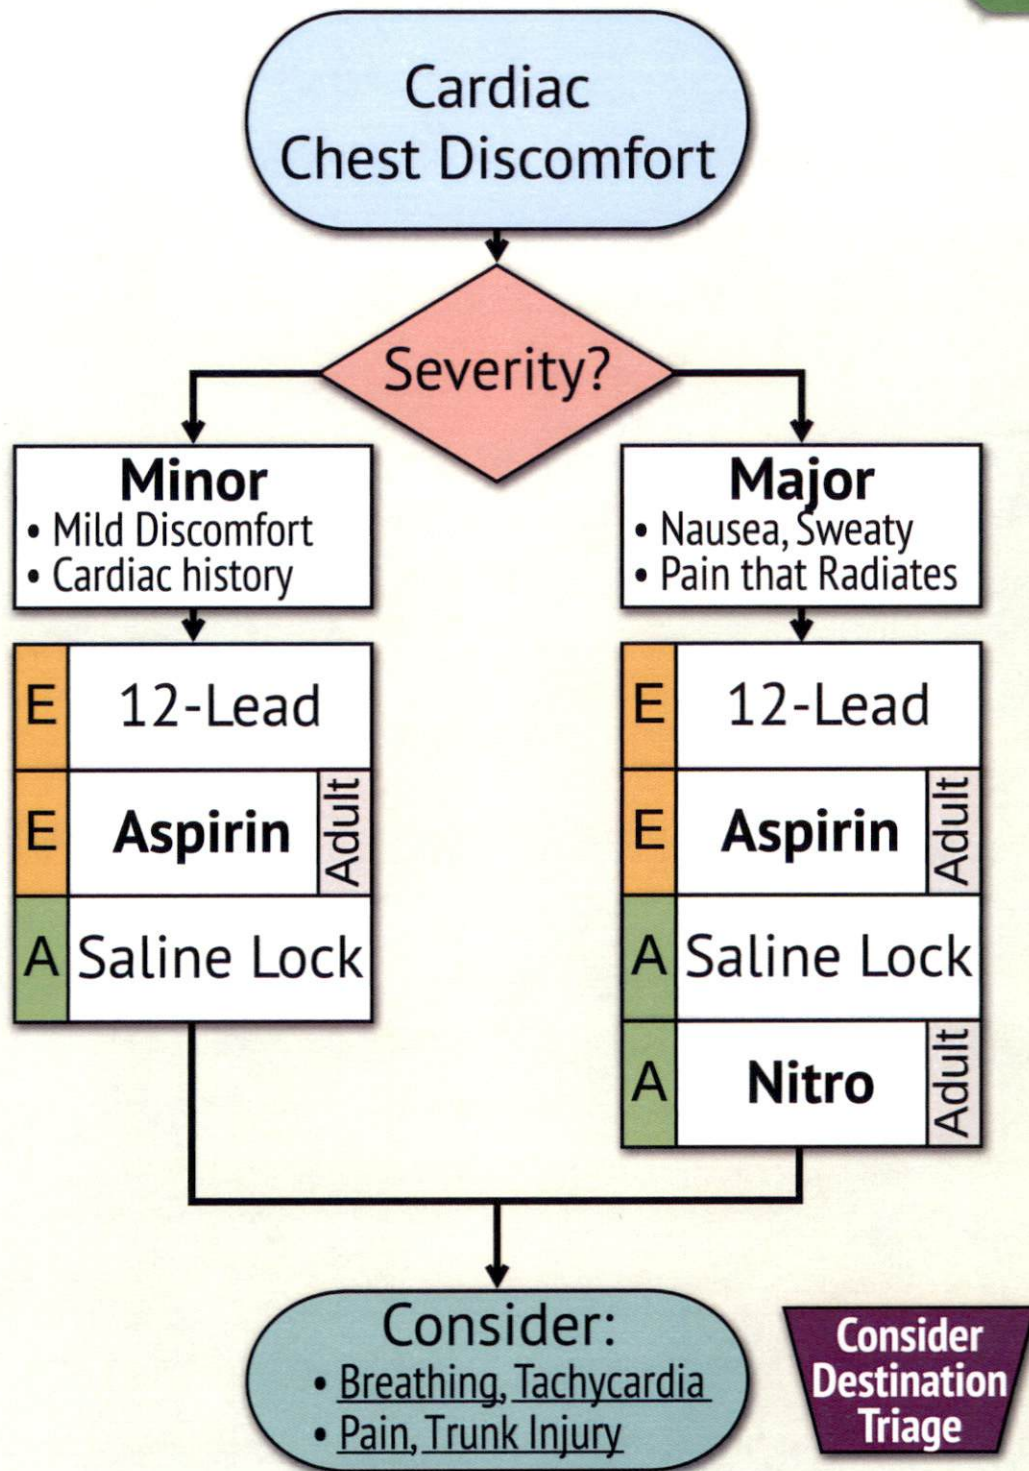 Cardiac
Chest Discomfort
Severity?
Minor
• Mild Discomfort
• Cardiac history
Major
• Nausea, Sweaty
• Pain that Radiates
E 12-Lead
E Aspirin Adult
A Saline Lock
E 12-Lead
E Aspirin Adult
A Saline Lock
A Nitro Adult
Consider:
• Breathing, Tachycardia
• Pain, Trunk Injury
Consider
Destination
Triage